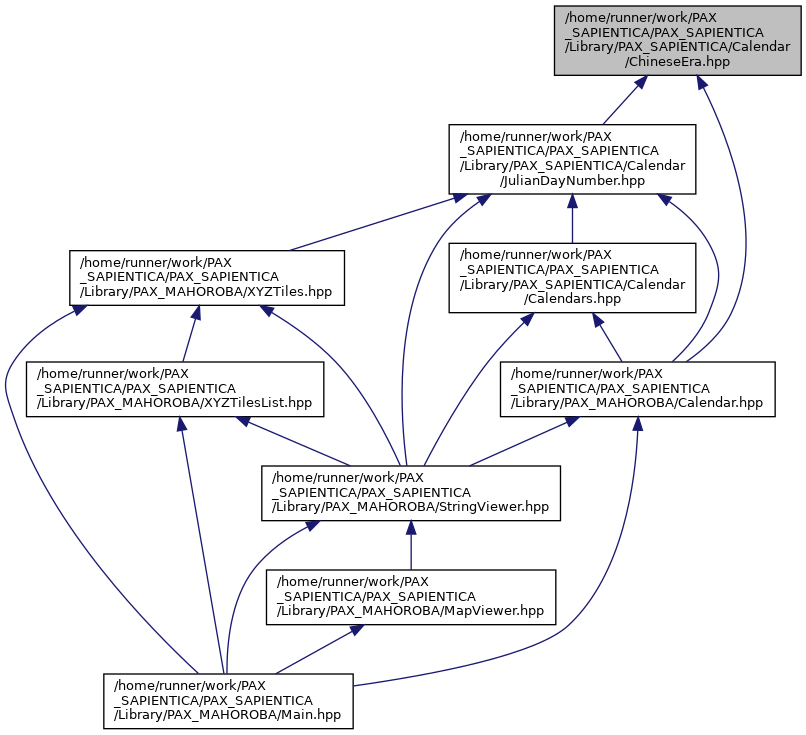 /home/runner/work/PAX
_SAPIENTICA/PAX_SAPIENTICA
/Library/PAX_SAPIENTICA/Calendar
/ChineseEra.hpp
/home/runner/work/PAX
_SAPIENTICA/PAX_SAPIENTICA
/Library/PAX_SAPIENTICA/Calendar
/JulianDayNumber.hpp
/home/runner/work/PAX
_SAPIENTICA/PAX_SAPIENTICA
/Library/PAX_SAPIENTICA/Calendar
/Calendars.hpp
/home/runner/work/PAX
_SAPIENTICA/PAX_SAPIENTICA
/Library/PAX_MAHOROBA/XYZTiles.hpp
/home/runner/work/PAX
_SAPIENTICA/PAX_SAPIENTICA
/Library/PAX_MAHOROBA/XYZTilesList.hpp
/home/runner/work/PAX
_SAPIENTICA/PAX_SAPIENTICA
/Library/PAX_MAHOROBA/Calendar.hpp
/home/runner/work/PAX
_SAPIENTICA/PAX_SAPIENTICA
/Library/PAX_MAHOROBA/StringViewer.hpp
/home/runner/work/PAX
_SAPIENTICA/PAX_SAPIENTICA
/Library/PAX_MAHOROBA/MapViewer.hpp
/home/runner/work/PAX
_SAPIENTICA/PAX_SAPIENTICA
/Library/PAX_MAHOROBA/Main.hpp